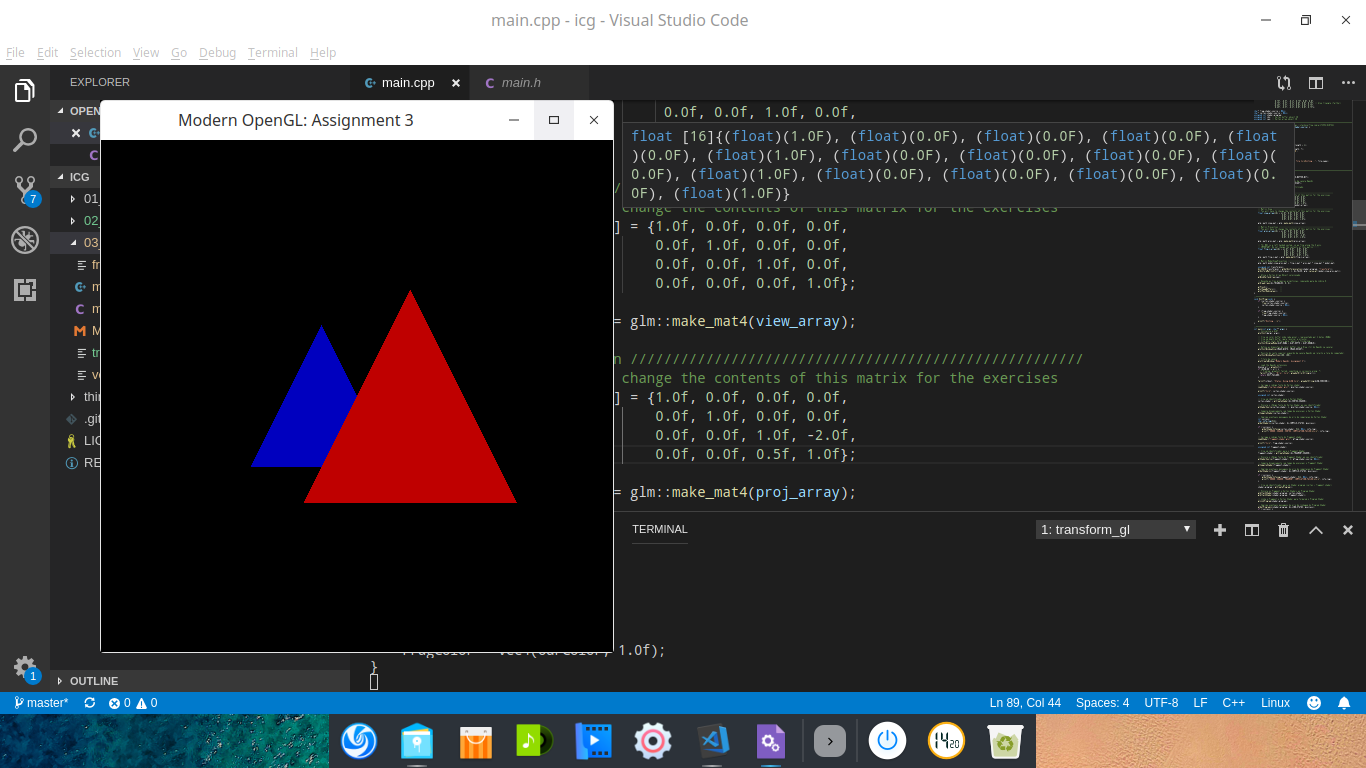 main.cpp - icg - Visual Studio Code
File Edit Selection View Go Debug Terminal Help
EXPLORER
main.cpp
main.h
OPEN
ICG
01_
02_
03_
fr
m
m
M
tr
ve
thir
.git
LIC
RE
OUTLINE
Modern OpenGL: Assignment 3
0.0f, 0.0f, 1.0f, 0.0f,
float [16]{(float)(1.0F), (float)(0.0F), (float)(0.0F), (float)(0.0F), (float
)(0.0F), (float)(1.0F), (float)(0.0F), (float)(0.0F), (float)(0.0F), (float)(
0.0F), (float)(1.0F), (float)(0.0F), (float)(0.0F), (float)(0.0F), (float)(0.
0F), (float)(1.0F)}
change the contents of this matrix for the exercises
] = {1.0f, 0.0f, 0.0f, 0.0f,
0.0f, 1.0f, 0.0f, 0.0f,
0.0f, 0.0f, 1.0f, 0.0f,
0.0f, 0.0f, 0.0f, 1.0f};
= glm::make_mat4(view_array);
n //////////////////////////////////////////////////////
change the contents of this matrix for the exercises
] = {1.0f, 0.0f, 0.0f, 0.0f,
0.0f, 1.0f, 0.0f, 0.0f,
0.0f, 0.0f, 1.0f, -2.0f,
0.0f, 0.0f, 0.5f, 1.0f};
= glm::make_mat4(proj_array);
TERMINAL
1: transform_gl
1.0f);
}
7
1
master* 0 0
Ln 89, Col 44 Spaces: 4 UTF-8 LF C++ Linux
14 20